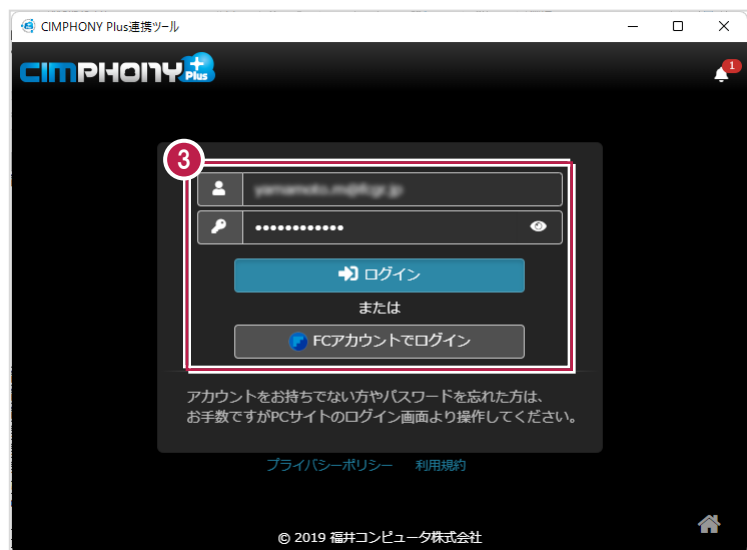 CIMPHONY Plus連携ツール
CIMPHONY Plus
1
3
••••••••••••
ログイン
または
FCアカウントでログイン
アカウントをお持ちでない方やパスワードを忘れた方は、
お手数ですがPCサイトのログイン画面より操作してください。
プライバシーポリシー 利用規約
© 2019 福井コンピュータ株式会社